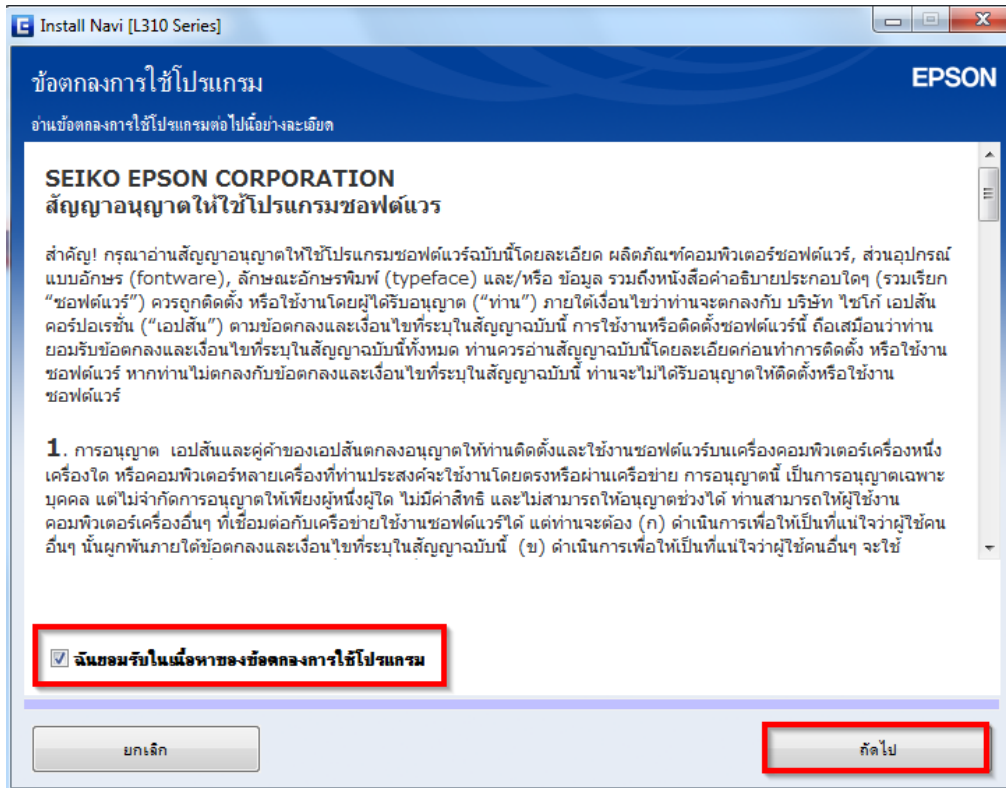 Install Navi [L310 Series]
ข้อตกลงการใช้โปรแกรม
EPSON
อ่านข้อตกลงการใช้โปรแกรมต่อไปนี้อย่างละเอียด
SEIKO EPSON CORPORATION
สัญญาอนุญาตให้ใช้โปรแกรมซอฟต์แวร
สำคัญ! กรุณาอ่านสัญญาอนุญาตให้ใช้โปรแกรมซอฟต์แวร์ฉบับนี้โดยละเอียด ผลิตภัณฑ์คอมพิวเตอร์ซอฟต์แวร์, ส่วนอุปกรณ์
แบบอักษร (fontware), ลักษณะอักษรพิมพ์ (typeface) และ/หรือ ข้อมูล รวมถึงหนังสือคำอธิบายประกอบใดๆ (รวมเรียก
“ซอฟต์แวร์”) ควรถูกติดตั้ง หรือใช้งานโดยผู้ได้รับอนุญาต (“ท่าน”) ภายใต้เงื่อนไขว่าท่านจะตกลงกับ บริษัท ไซโก้ เอปสัน
คอร์ปอเรชั่น (“เอปสัน”) ตามข้อตกลงและเงื่อนไขที่ระบุในสัญญาฉบับนี้ การใช้งานหรือติดตั้งซอฟต์แวร์นี้ ถือเสมือนว่าท่าน
ยอมรับข้อตกลงและเงื่อนไขที่ระบุในสัญญาฉบับนี้ทั้งหมด ท่านควรอ่านสัญญาฉบับนี้โดยละเอียดก่อนทำการติดตั้ง หรือใช้งาน
ซอฟต์แวร์ หากท่านไม่ตกลงกับข้อตกลงและเงื่อนไขที่ระบุในสัญญาฉบับนี้ ท่านจะไม่ได้รับอนุญาตให้ติดตั้งหรือใช้งาน
ซอฟต์แวร์
1. การอนุญาต เอปสันและคู่ค้าของเอปสันตกลงอนุญาตให้ท่านติดตั้งและใช้งานซอฟต์แวร์บนเครื่องคอมพิวเตอร์เครื่องหนึ่ง
เครื่องใด หรือคอมพิวเตอร์หลายเครื่องที่ท่านประสงค์จะใช้งานโดยตรงหรือผ่านเครือข่าย การอนุญาตนี้ เป็นการอนุญาตเฉพาะ
บุคคล แต่ไม่จำกัดการอนุญาตให้เพียงผู้หนึ่งผู้ใด ไม่มีค่าสิทธิ และไม่สามารถให้อนุญาตช่วงได้ ท่านสามารถให้ผู้ใช้งาน
คอมพิวเตอร์เครื่องอื่นๆ ที่เชื่อมต่อกับเครือข่ายใช้งานซอฟต์แวร์ได้ แต่ท่านจะต้อง (ก) ดำเนินการเพื่อให้เป็นที่แน่ใจว่าผู้ใช้คน
อื่นๆ นั้นผูกพันภายใต้ข้อตกลงและเงื่อนไขที่ระบุในสัญญาฉบับนี้ (ข) ดำเนินการเพื่อให้เป็นที่แน่ใจว่าผู้ใช้คนอื่นๆ จะใช้
ฉันยอมรับในเนื้อหาของข้อตกลงการใช้โปรแกรม
ยกเลิก
ถัดไป